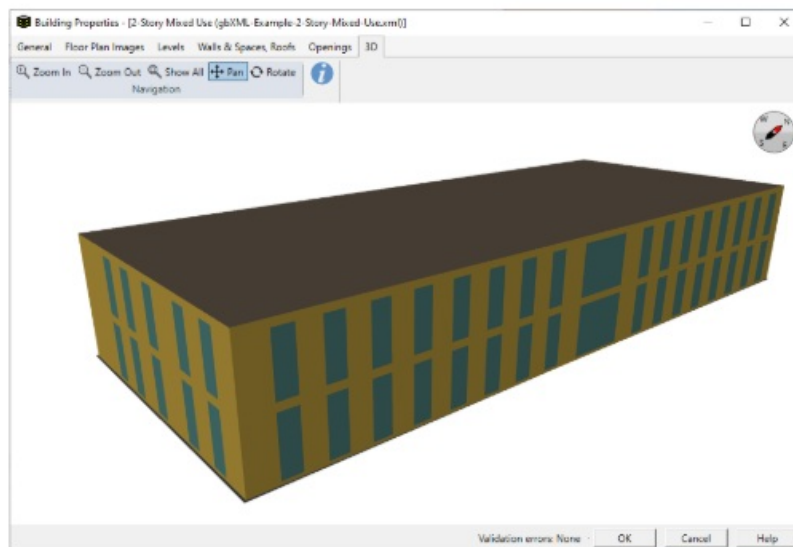 Building Properties - [2-Story Mixed Use (gbXML-Example-2-Story-Mixed-Use.xml)]
General Floor Plan Images Levels Walls & Spaces, Roofs Openings 3D
Zoom In Zoom Out Show All Pan Rotate
Navigation
W N
S E
Validation errors: None OK Cancel Help